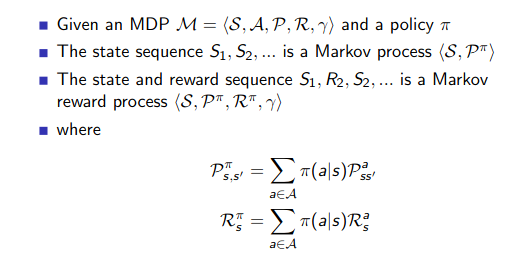 Given an MDP ℳ = ⟨𝒮, 𝒜, 𝒫, ℛ, γ⟩ and a policy π
The state sequence S₁, S₂, ... is a Markov process ⟨𝒮, 𝒫^π⟩
The state and reward sequence S₁, R₂, S₂, ... is a Markov
reward process ⟨𝒮, 𝒫^π, ℛ^π, γ⟩
where
𝒫^π_{s,s′} = ∑_{a∈𝒜} π(a|s)𝒫^a_{ss′}
ℛ^π_s = ∑_{a∈𝒜} π(a|s)ℛ^a_s